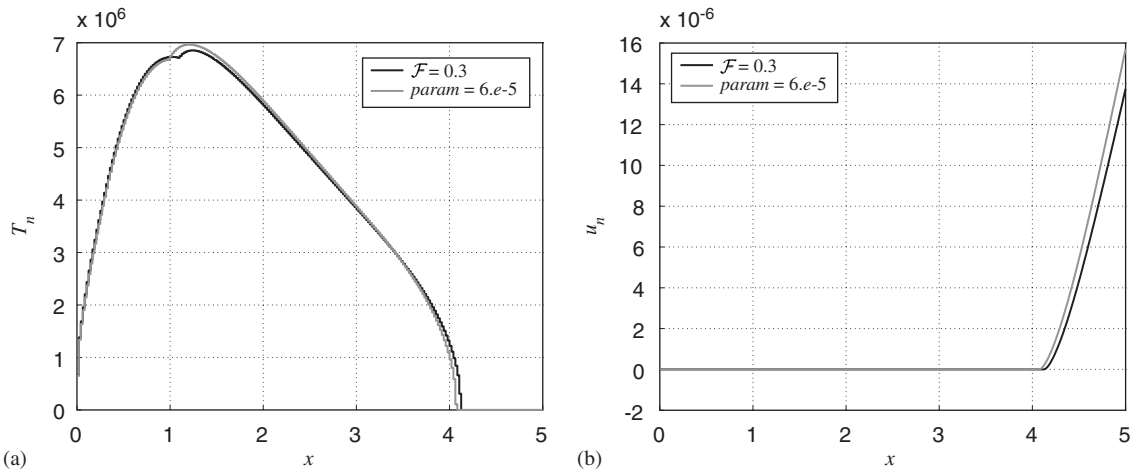 x 10^6
7
6
5
4
3
2
1
0
T_n
0 1 2 3 4 5
x
(a)
ℱ = 0.3
param = 6.e-5
x 10^-6
16
14
12
10
8
6
4
2
0
-2
u_n
0 1 2 3 4 5
x
(b)
ℱ = 0.3
param = 6.e-5